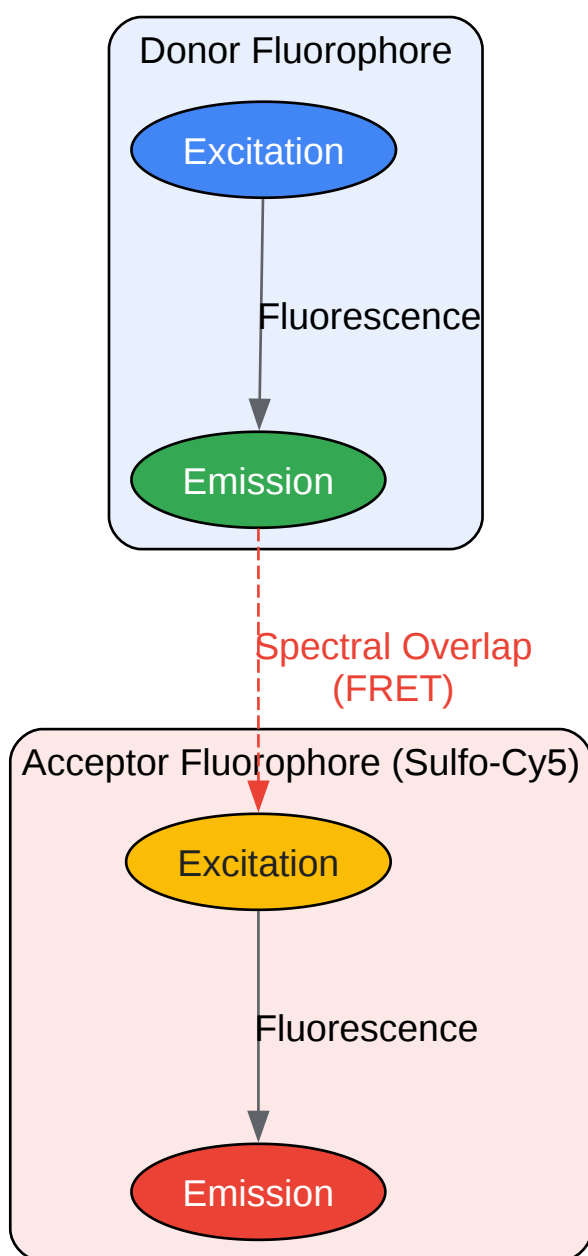 Donor Fluorophore
Excitation
Fluorescence
Emission
Spectral Overlap
(FRET)
Acceptor Fluorophore (Sulfo-Cy5)
Excitation
Fluorescence
Emission